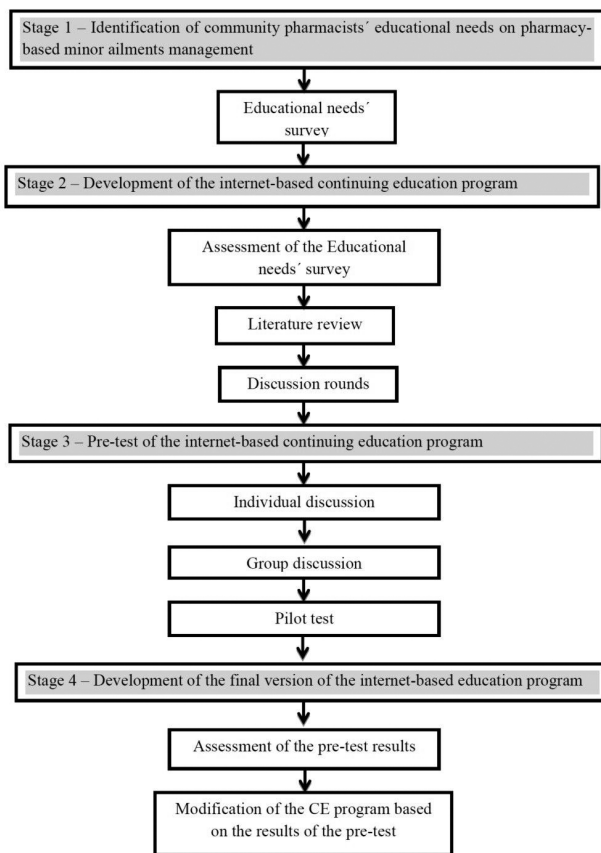 Stage 1 – Identification of community pharmacists´ educational needs on pharmacy-
based minor ailments management
Educational needs´
survey
Stage 2 – Development of the internet-based continuing education program
Assessment of the Educational
needs´ survey
Literature review
Discussion rounds
Stage 3 – Pre-test of the internet-based continuing education program
Individual discussion
Group discussion
Pilot test
Stage 4 – Development of the final version of the internet-based education program
Assessment of the pre-test results
Modification of the CE program based
on the results of the pre-test